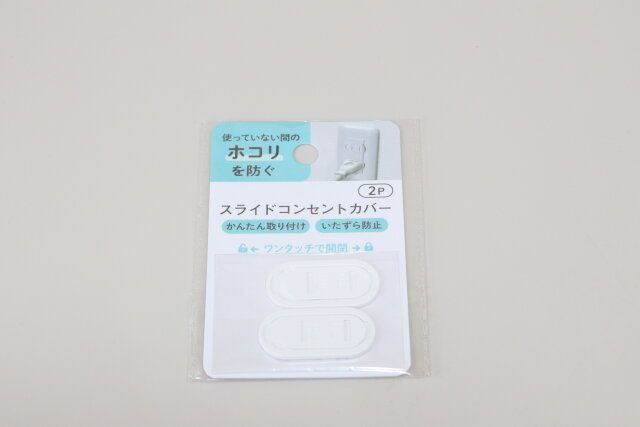 使っていない間の
ホコリ
を防ぐ
2P
スライドコンセントカバー
かんたん取り付け いたずら防止
← ワンタッチで開閉 →